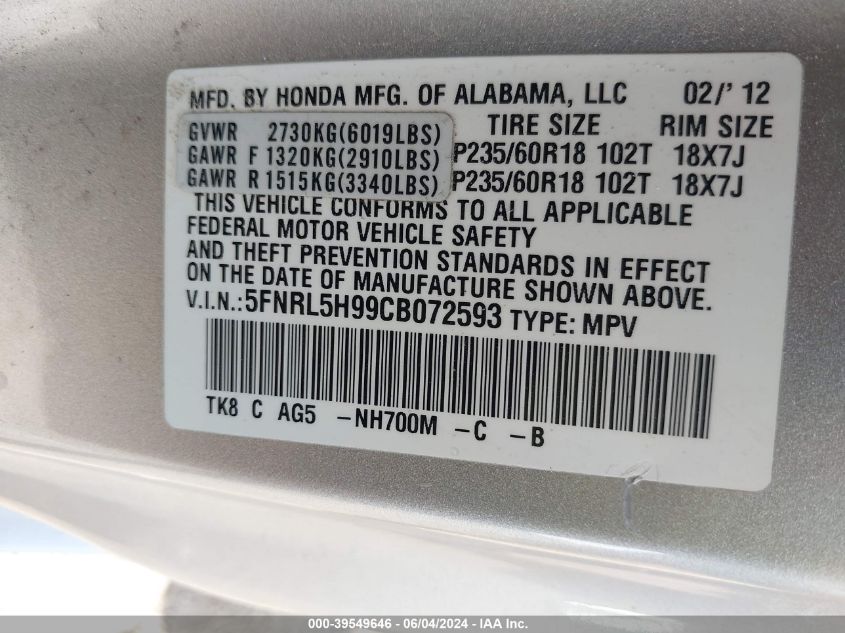 MFD. BY HONDA MFG. OF ALABAMA, LLC 02/' 12
GVWR 2730KG(6019LBS) TIRE SIZE RIM SIZE
GAWR F 1320KG(2910LBS) P235/60R18 102T 18X7J
GAWR R 1515KG(3340LBS) P235/60R18 102T 18X7J
THIS VEHICLE CONFORMS TO ALL APPLICABLE
FEDERAL MOTOR VEHICLE SAFETY
AND THEFT PREVENTION STANDARDS IN EFFECT
ON THE DATE OF MANUFACTURE SHOWN ABOVE.
V.I.N.:5FNRL5H99CB072593 TYPE: MPV
TK8 C AG5 -NH700M -C -B
000-39549646 - 06/04/2024 - IAA Inc.